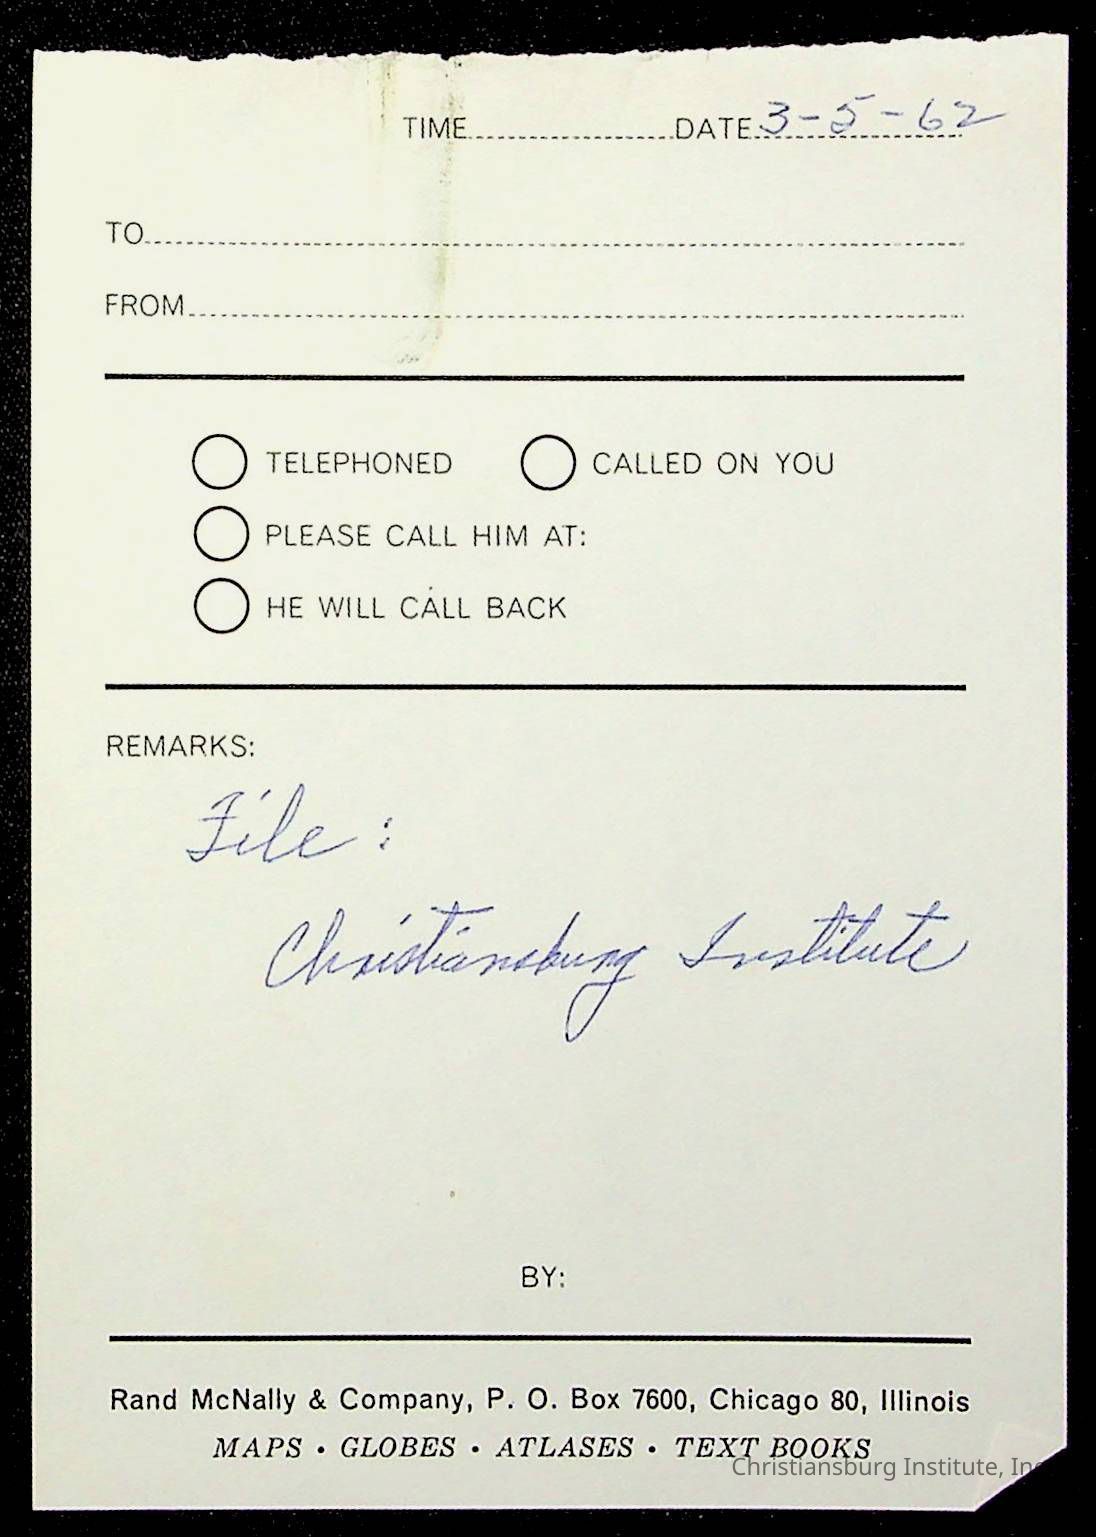 TIME DATE 3-5-62
TO
FROM
TELEPHONED CALLED ON YOU
PLEASE CALL HIM AT:
HE WILL CALL BACK
REMARKS:
File:
Christiansburg Institute
BY:
Rand McNally & Company, P. O. Box 7600, Chicago 80, Illinois
MAPS • GLOBES • ATLASES • TEXT BOOKS
Christiansburg Institute, Inc